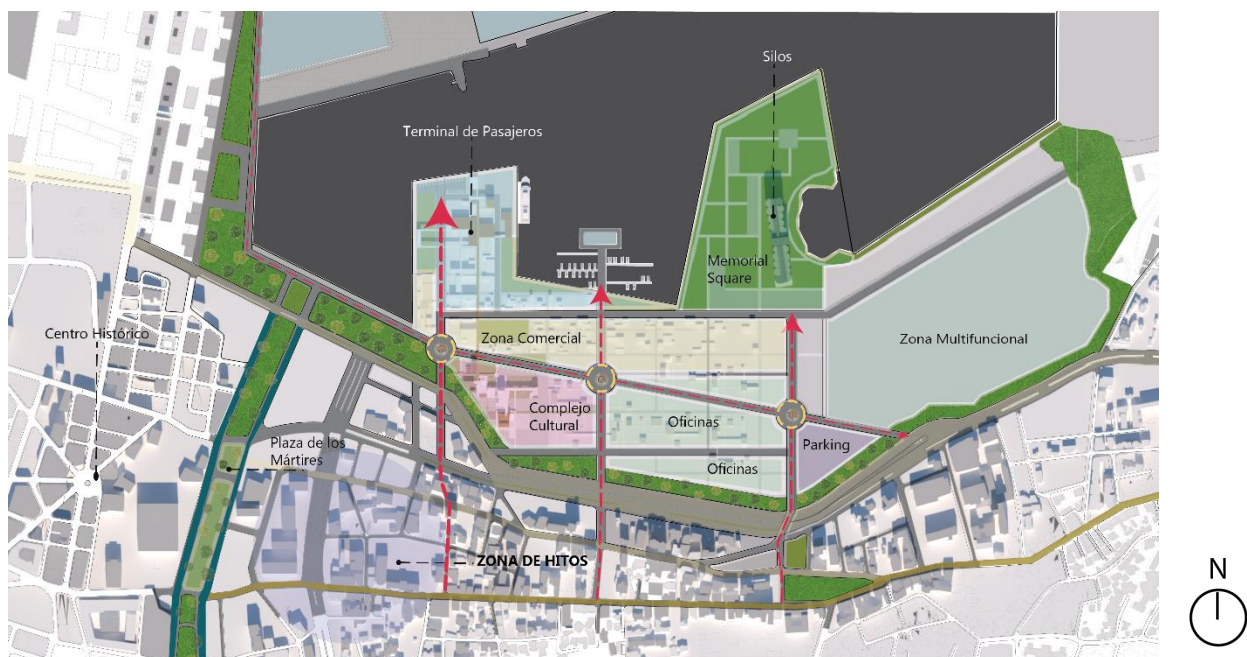 Silos
Terminal de Pasajeros
Memorial
Square
Centro Histórico
Zona Comercial
Zona Multifuncional
Complejo
Cultural
Oficinas
Plaza de los
Mártires
Parking
Oficinas
ZONA DE HITOS
N